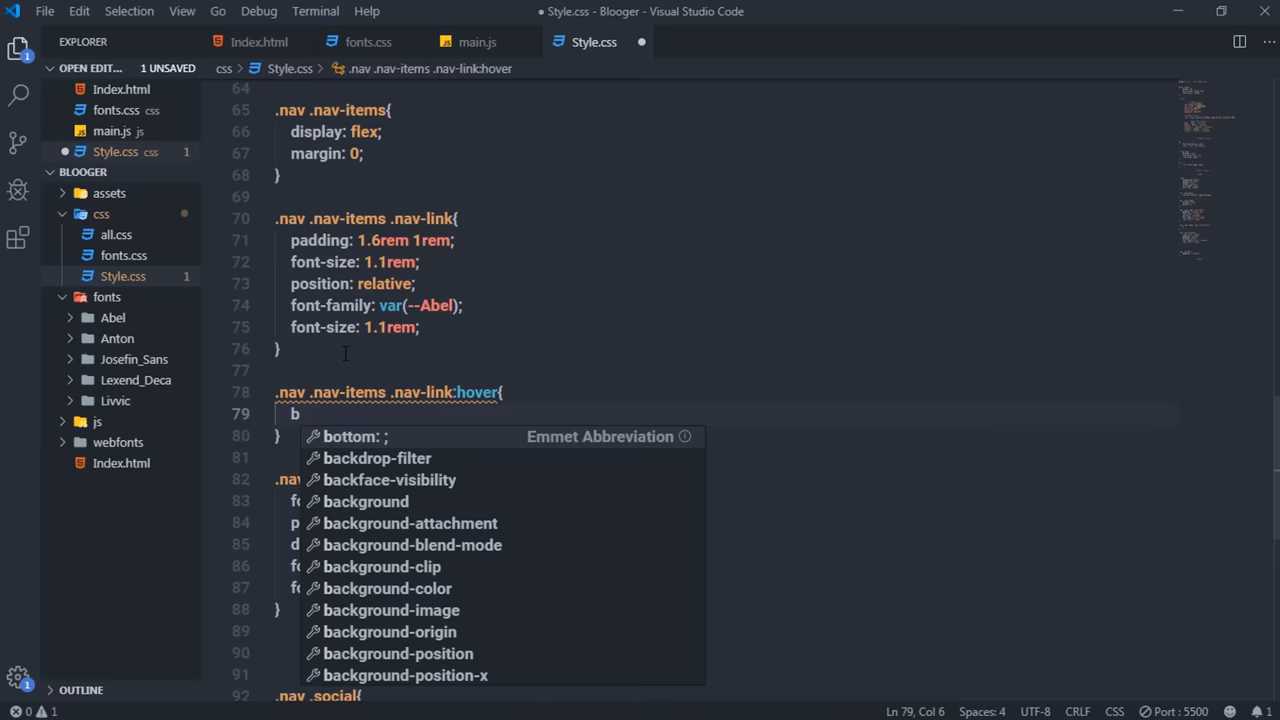 File Edit Selection View Go Debug Terminal Help
● Style.css - Blooger - Visual Studio Code
EXPLORER
Index.html fonts.css main.js Style.css
OPEN EDIT... 1 UNSAVED
css > Style.css > .nav .nav-items .nav-link:hover
Index.html
fonts.css css
main.js js
Style.css css 1
BLOOGER
assets
css
all.css
fonts.css
Style.css 1
fonts
Abel
Anton
Josefin_Sans
Lexend_Deca
Livvic
js
webfonts
Index.html
OUTLINE
64
65 .nav .nav-items{
66 display: flex;
67 margin: 0;
68 }
69
70 .nav .nav-items .nav-link{
71 padding: 1.6rem 1rem;
72 font-size: 1.1rem;
73 position: relative;
74 font-family: var(--Abel);
75 font-size: 1.1rem;
76 }
77
78 .nav .nav-items .nav-link:hover{
79 b
80 }
81
82 .na
83 fo
84 p
85 d
86 fo
87 fo
88 }
89
90
91
92 .nav .social{
bottom: ; Emmet Abbreviation
backdrop-filter
backface-visibility
background
background-attachment
background-blend-mode
background-clip
background-color
background-image
background-origin
background-position
background-position-x
1
1
0 1 Ln 79, Col 6 Spaces: 4 UTF-8 CRLF CSS Port : 5500 1